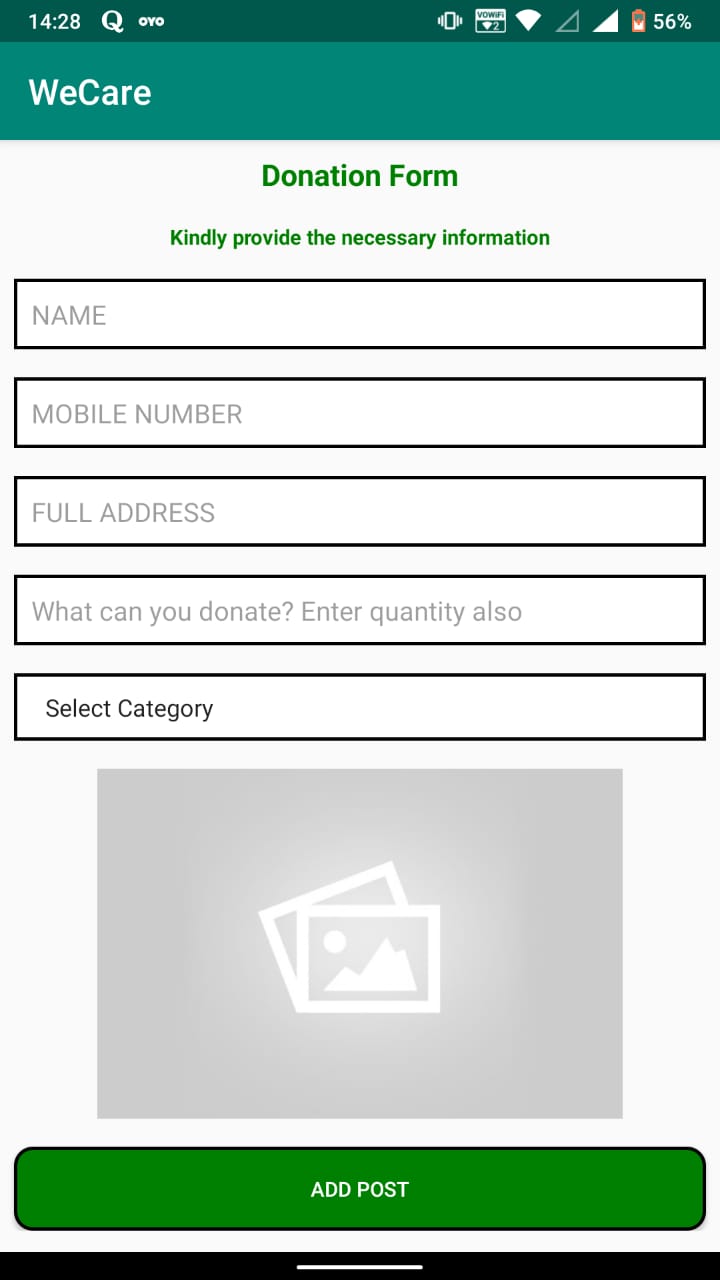 14:28 Q OYO VOWIFI 2 56%
WeCare
Donation Form
Kindly provide the necessary information
NAME
MOBILE NUMBER
FULL ADDRESS
What can you donate? Enter quantity also
Select Category
ADD POST